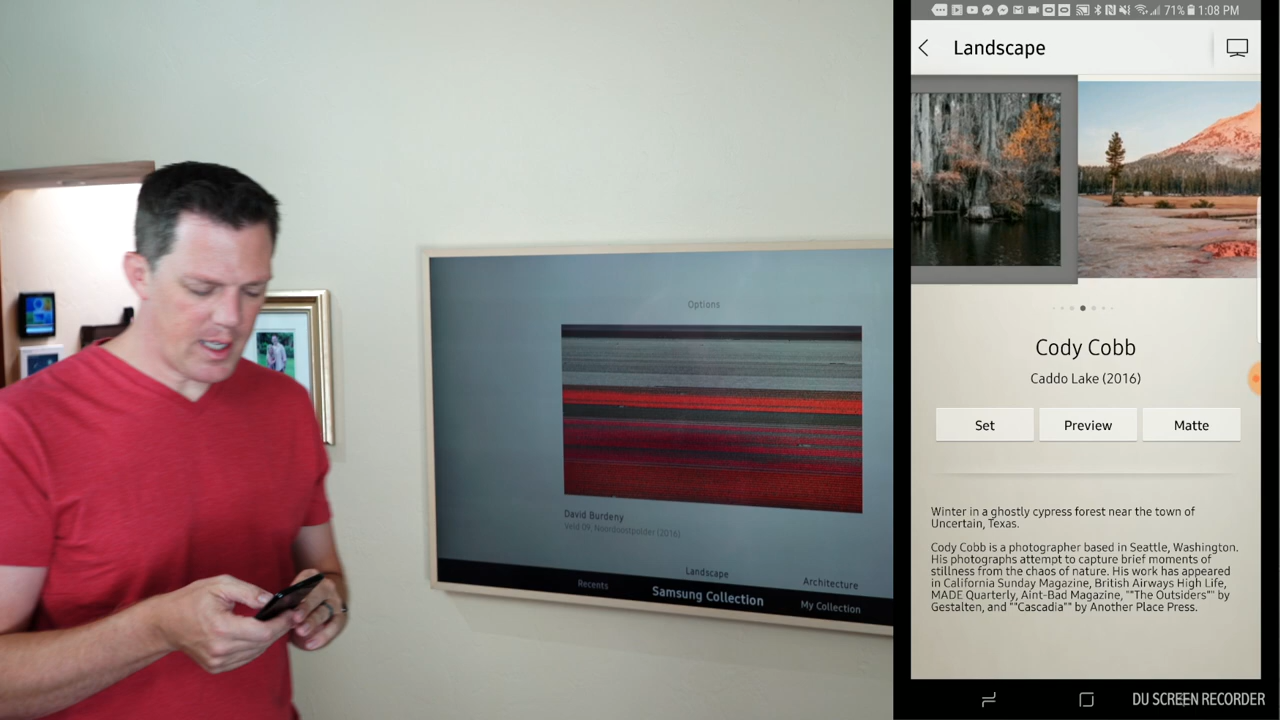 Options
David Burdeny
Veld 09, Noordoostpolder (2016)
Recents
Landscape
Samsung Collection
Architecture
My Collection
71% 1:08 PM
Landscape
Cody Cobb
Caddo Lake (2016)
Set
Preview
Matte
Winter in a ghostly cypress forest near the town of
Uncertain, Texas.
Cody Cobb is a photographer based in Seattle, Washington.
His photographs attempt to capture brief moments of
stillness from the chaos of nature. His work has appeared
in California Sunday Magazine, British Airways High Life,
MADE Quarterly, Aint-Bad Magazine, ""The Outsiders"" by
Gestalten, and ""Cascadia"" by Another Place Press.
DU SCREEN RECORDER